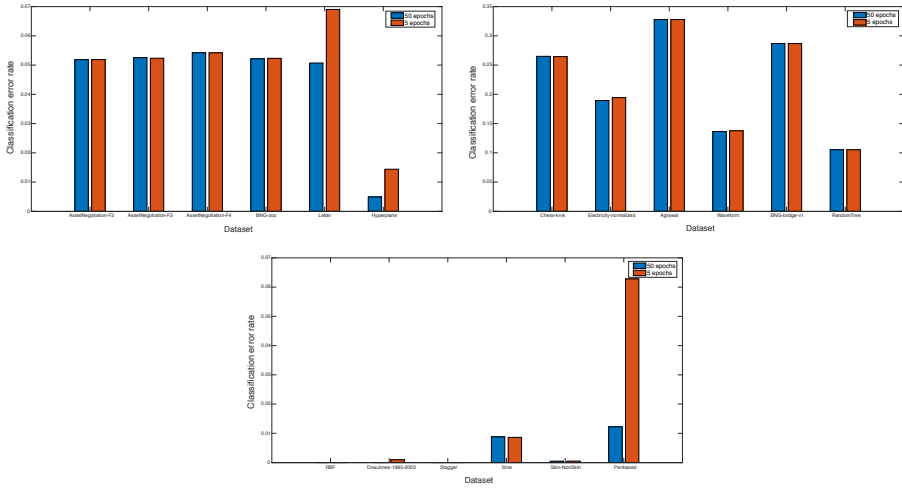 0.07
0.06
0.05
0.04
0.03
0.02
0.01
0
Classification error rate
50 epochs
5 epochs
AssetNegotiation-F2 AssetNegotiation-F3 AssetNegotiation-F4 BNG-zoo Letter Hyperplane
Dataset
0.35
0.3
0.25
0.2
0.15
0.1
0.05
0
Classification error rate
50 epochs
5 epochs
Chess-krvk Electricity-normalized Agrawal Waveform BNG-bridge-v1 RandomTree
Dataset
0.07
0.06
0.05
0.04
0.03
0.02
0.01
0
Classification error rate
50 epochs
5 epochs
RBF DowJones-1985-2003 Stagger Sine Skin-NonSkin Penbased
Dataset